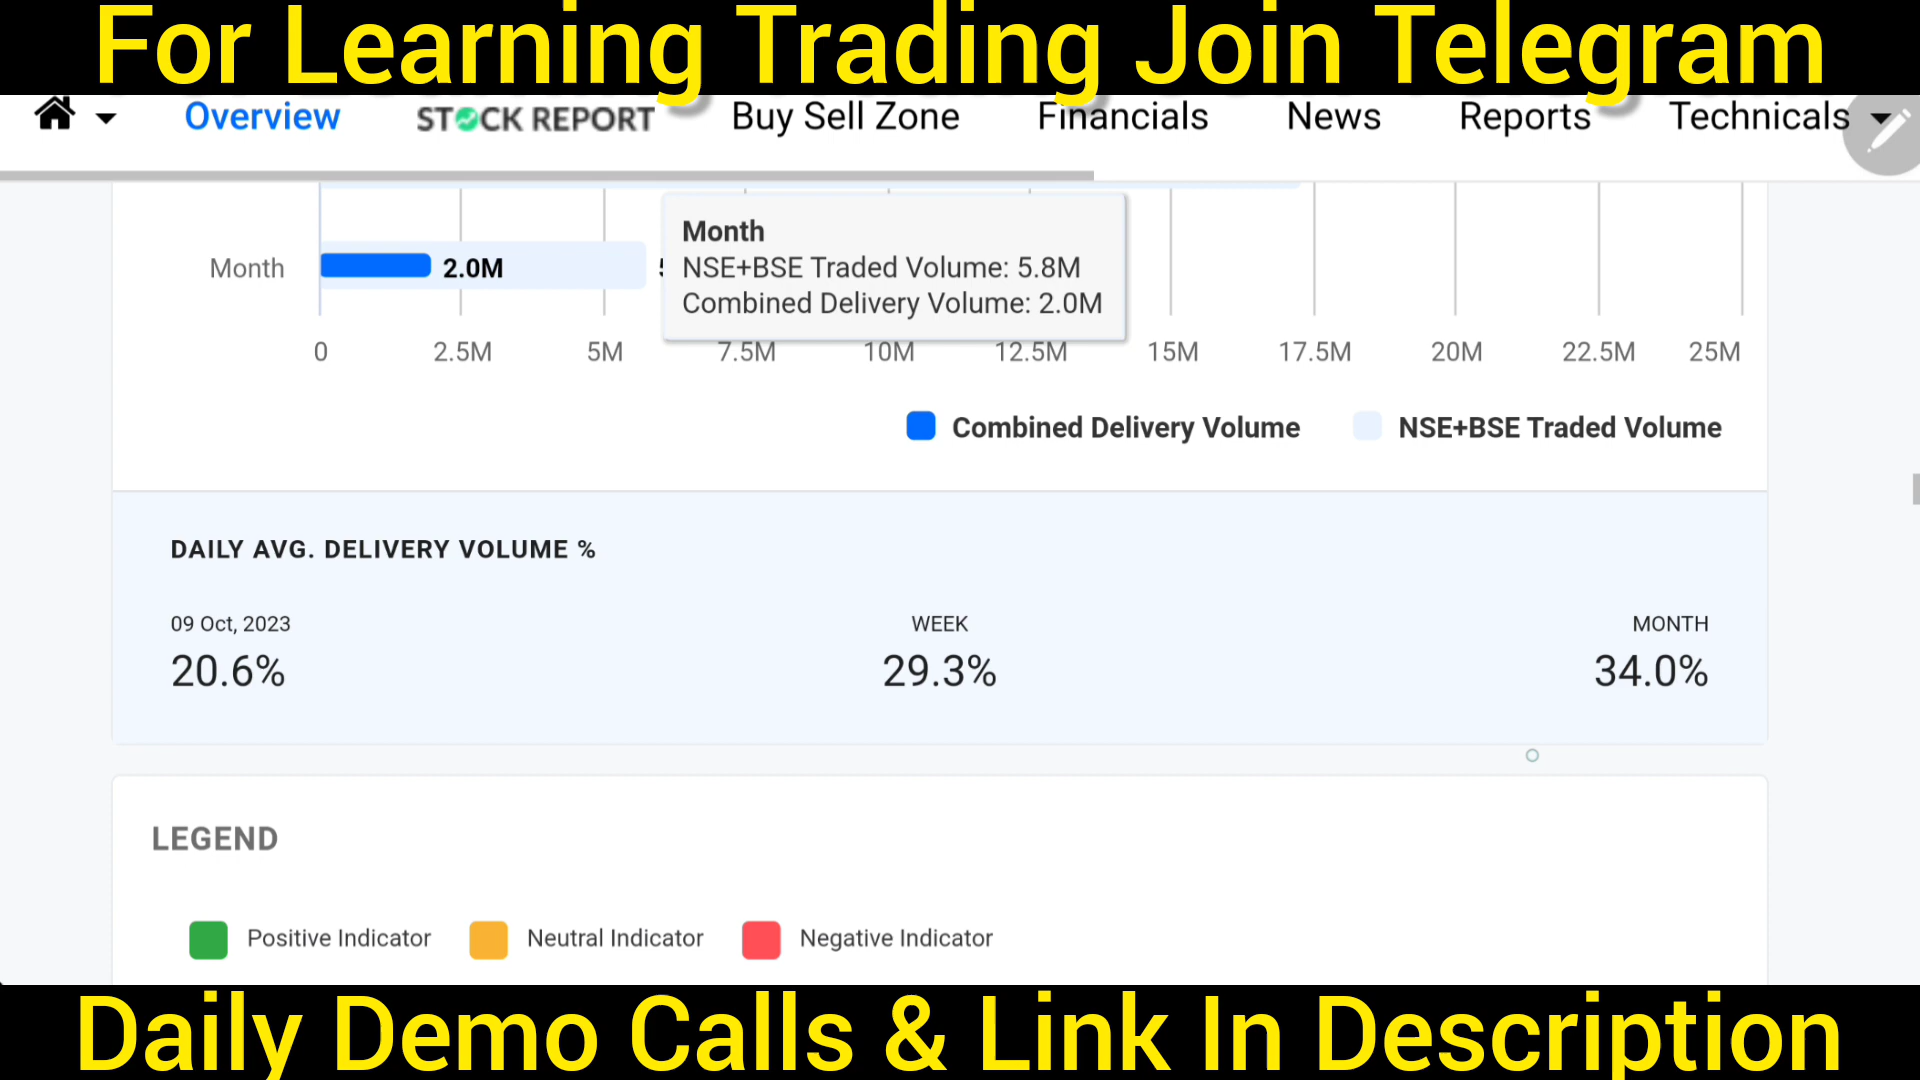 For Learning Trading Join Telegram
Overview STOCK REPORT Buy Sell Zone Financials News Reports Technicals
Month
Month 2.0M NSE+BSE Traded Volume: 5.8M
Combined Delivery Volume: 2.0M
0 2.5M 5M 7.5M 10M 12.5M 15M 17.5M 20M 22.5M 25M
Combined Delivery Volume NSE+BSE Traded Volume
DAILY AVG. DELIVERY VOLUME %
09 Oct, 2023 WEEK MONTH
20.6% 29.3% 34.0%
LEGEND
Positive Indicator Neutral Indicator Negative Indicator
Daily Demo Calls & Link In Description